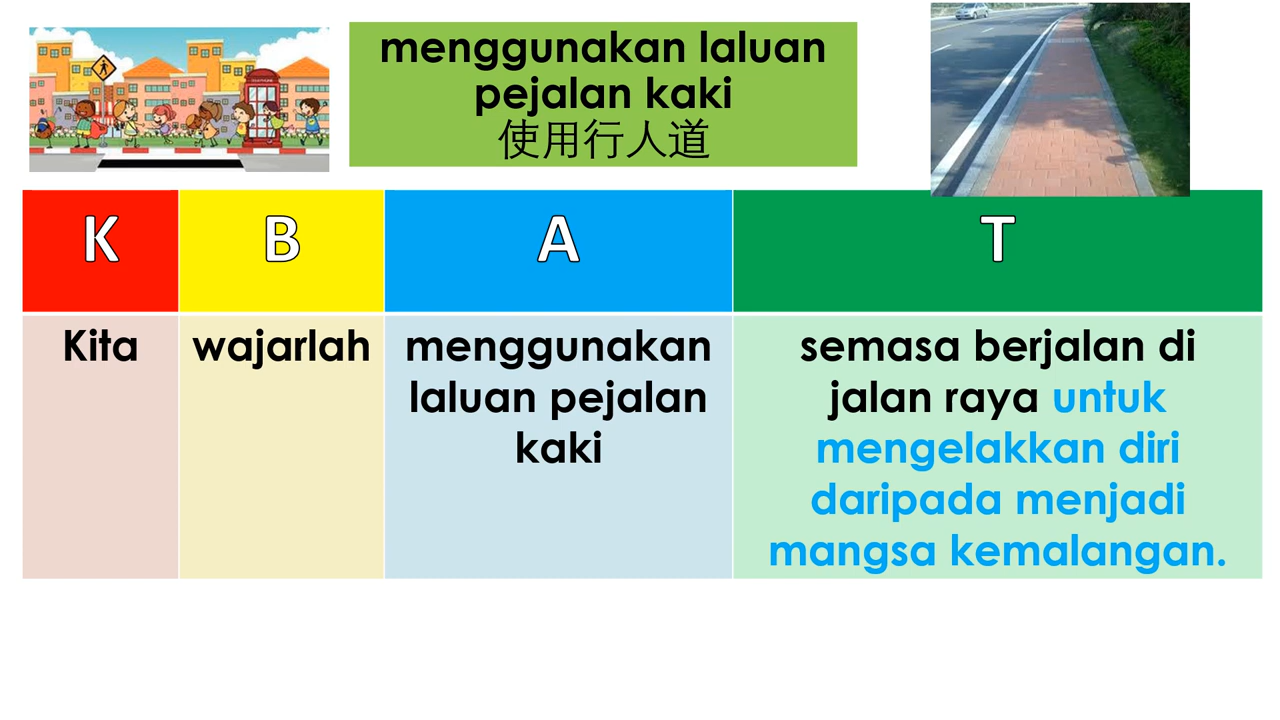 menggunakan laluan
pejalan kaki
使用行人道
K
B
A
T
Kita
wajarlah
menggunakan
laluan pejalan
kaki
semasa berjalan di
jalan raya untuk
mengelakkan diri
daripada menjadi
mangsa kemalangan.